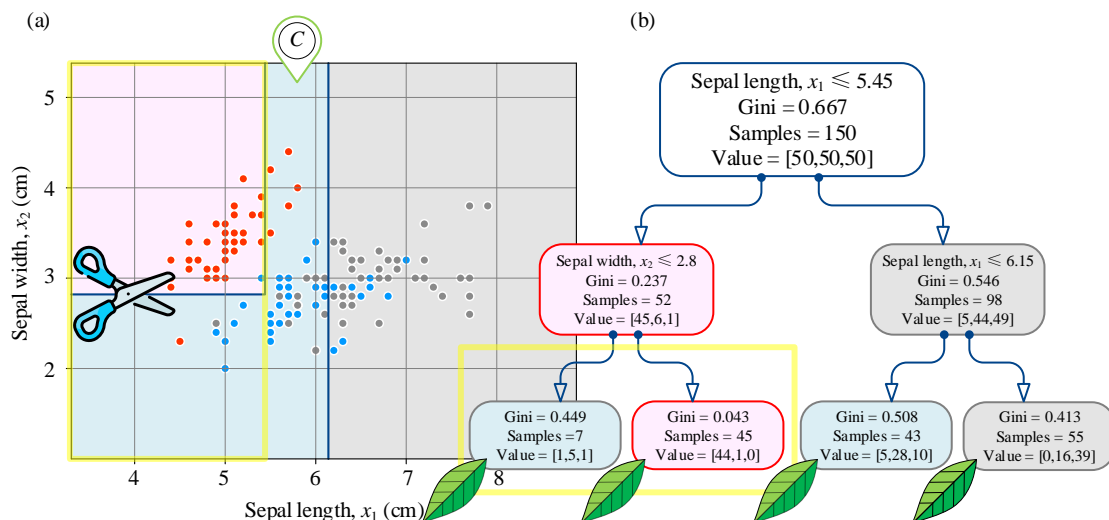 (a)
C
(b)
5
4
3
2
Sepal width, x2 (cm)
4
5
6
7
8
Sepal length, x1 (cm)
Sepal length, x1 ⩽ 5.45
Gini = 0.667
Samples = 150
Value = [50,50,50]
Sepal width, x2 ⩽ 2.8
Gini = 0.237
Samples = 52
Value = [45,6,1]
Sepal length, x1 ⩽ 6.15
Gini = 0.546
Samples = 98
Value = [5,44,49]
Gini = 0.449
Samples =7
Value = [1,5,1]
Gini = 0.043
Samples = 45
Value = [44,1,0]
Gini = 0.508
Samples = 43
Value = [5,28,10]
Gini = 0.413
Samples = 55
Value = [0,16,39]